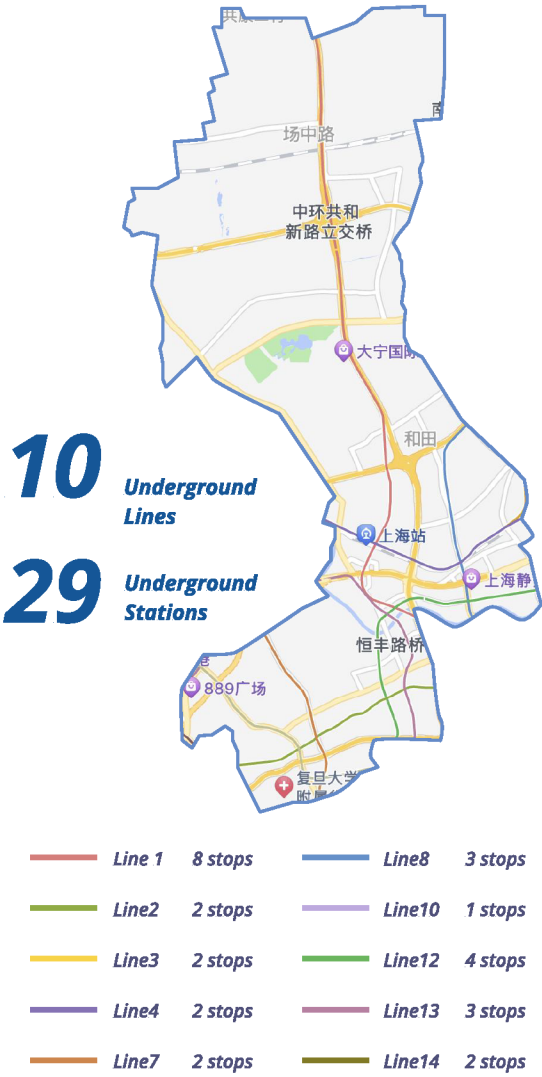 场中路
中环共和
新路立交桥
大宁国际
和田
10
Underground
Lines
上海站
29
Underground
Stations
上海静
恒丰路桥
889广场
复旦大学
Line 1 8 stops
Line8 3 stops
Line2 2 stops
Line10 1 stops
Line3 2 stops
Line12 4 stops
Line4 2 stops
Line13 3 stops
Line7 2 stops
Line14 2 stops